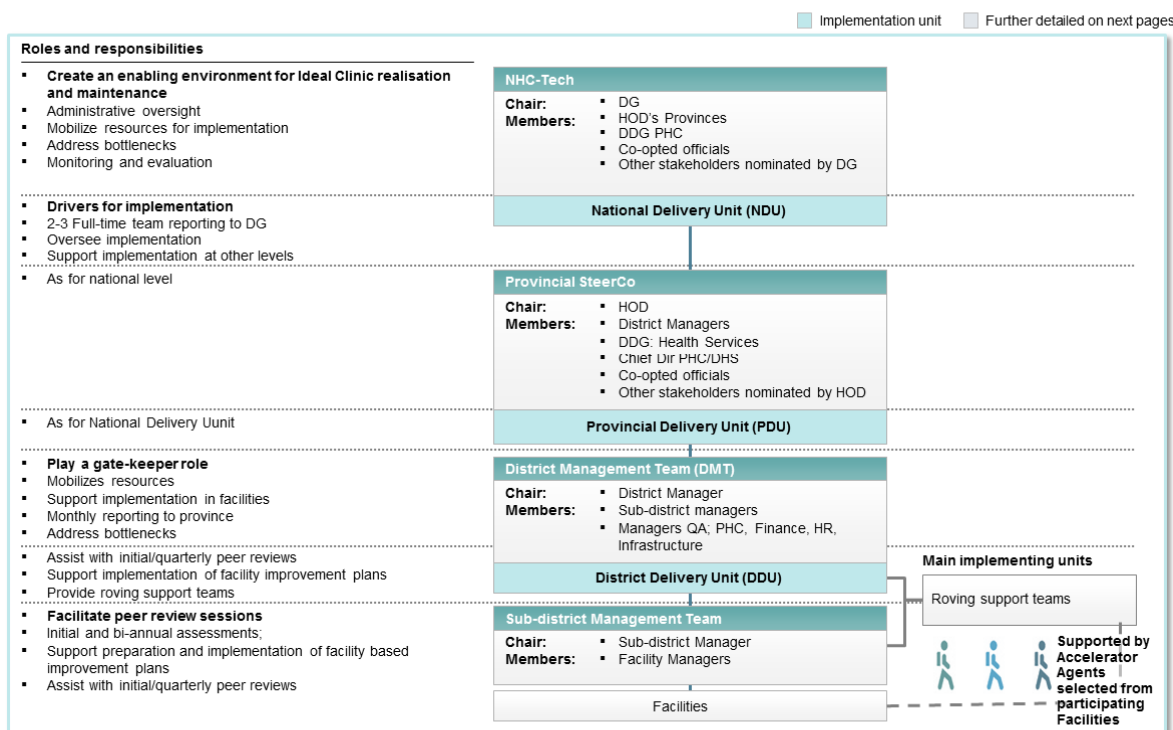 Implementation unit
Further detailed on next pages
Roles and responsibilities
▪ Create an enabling environment for Ideal Clinic realisation
and maintenance
▪ Administrative oversight
▪ Mobilize resources for implementation
▪ Address bottlenecks
▪ Monitoring and evaluation
NHC-Tech
Chair: ▪ DG
Members: ▪ HOD's Provinces
▪ DDG PHC
▪ Co-opted officials
▪ Other stakeholders nominated by DG
▪ Drivers for implementation
▪ 2-3 Full-time team reporting to DG
▪ Oversee implementation
▪ Support implementation at other levels
National Delivery Unit (NDU)
▪ As for national level
Provincial SteerCo
Chair: ▪ HOD
Members: ▪ District Managers
▪ DDG: Health Services
▪ Chief Dir PHC/DHS
▪ Co-opted officials
▪ Other stakeholders nominated by HOD
▪ As for National Delivery Uunit
Provincial Delivery Unit (PDU)
▪ Play a gate-keeper role
▪ Mobilizes resources
▪ Support implementation in facilities
▪ Monthly reporting to province
▪ Address bottlenecks
District Management Team (DMT)
Chair: ▪ District Manager
Members: ▪ Sub-district managers
▪ Managers QA; PHC, Finance, HR,
Infrastructure
▪ Assist with initial/quarterly peer reviews
▪ Support implementation of facility improvement plans
▪ Provide roving support teams
District Delivery Unit (DDU)
Main implementing units
Roving support teams
▪ Facilitate peer review sessions
▪ Initial and bi-annual assessments;
▪ Support preparation and implementation of facility based
improvement plans
▪ Assist with initial/quarterly peer reviews
Sub-district Management Team
Chair: ▪ Sub-district Manager
Members: ▪ Facility Managers
Facilities
Supported by
Accelerator
Agents
selected from
participating
Facilities